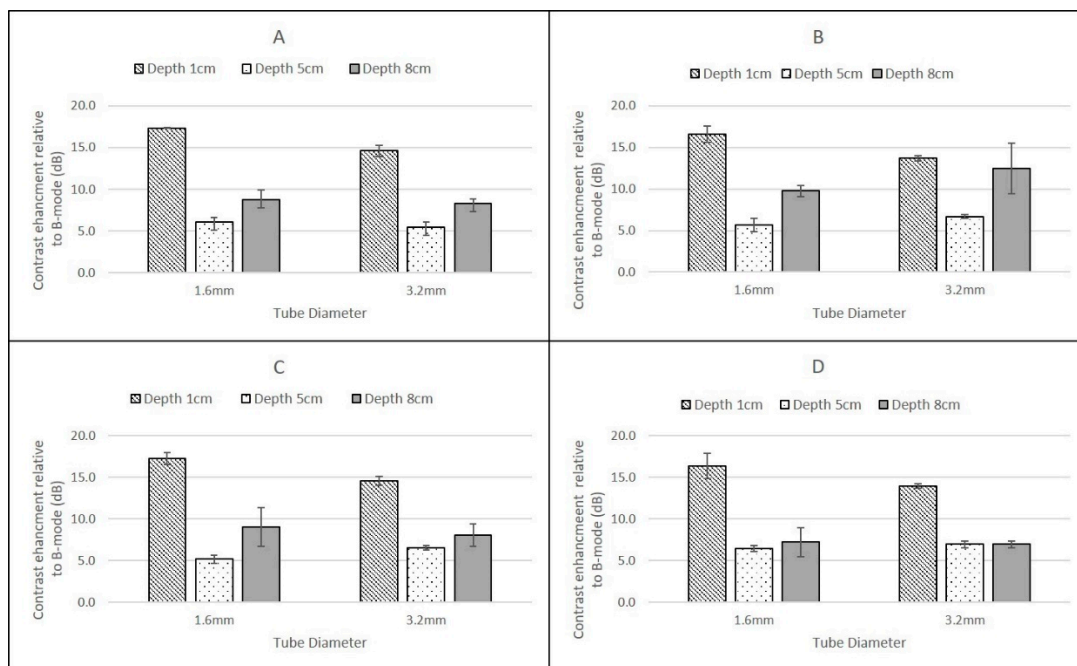 A
Depth 1cm Depth 5cm Depth 8cm
Contrast ehancment relative
to B-mode (dB)
20.0
15.0
10.0
5.0
0.0
1.6mm 3.2mm
Tube Diameter
B
Depth 1cm Depth 5cm Depth 8cm
Contrast enhancmeent relative
to B-mode (dB)
20.0
15.0
10.0
5.0
0.0
1.6mm 3.2mm
Tube Diameter
C
Depth 1cm Depth 5cm Depth 8cm
Contrast ehancment relative
to B-mode (dB)
20.0
15.0
10.0
5.0
0.0
1.6mm 3.2mm
Tube Diameter
D
Depth 1cm Depth 5cm Depth 8cm
Contrast enhancmeent relative
to B-mode (dB)
20.0
15.0
10.0
5.0
0.0
1.6mm 3.2mm
Tube Diameter